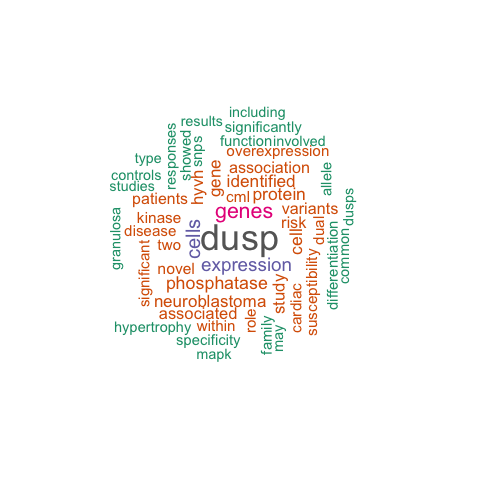 including
results
significantly
function
involved
responses
showed
snps
overexpression
type
association
controls
gene
identified
allele
studies
hyvh
cml
protein
patients
genes
variants
dusps
kinase
risk
dual
granulosa
disease
cells
dusp
cell
two
expression
common
differentiation
novel
significant
phosphatase
study
susceptibility
neuroblastoma
cardiac
associated
role
hypertrophy
within
family
may
specificity
mapk